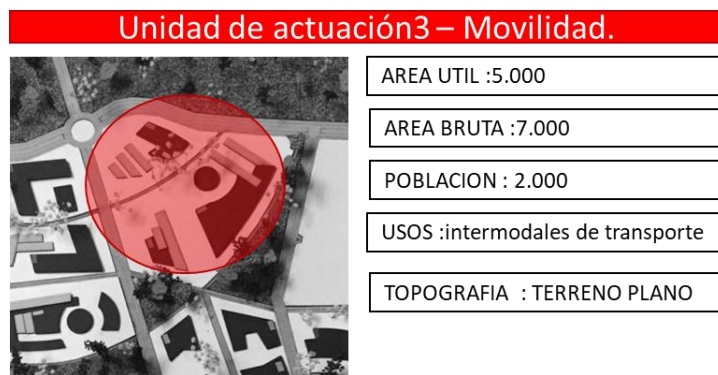 Unidad de actuación3 – Movilidad.
AREA UTIL :5.000
AREA BRUTA :7.000
POBLACION : 2.000
USOS :intermodales de transporte
TOPOGRAFIA : TERRENO PLANO